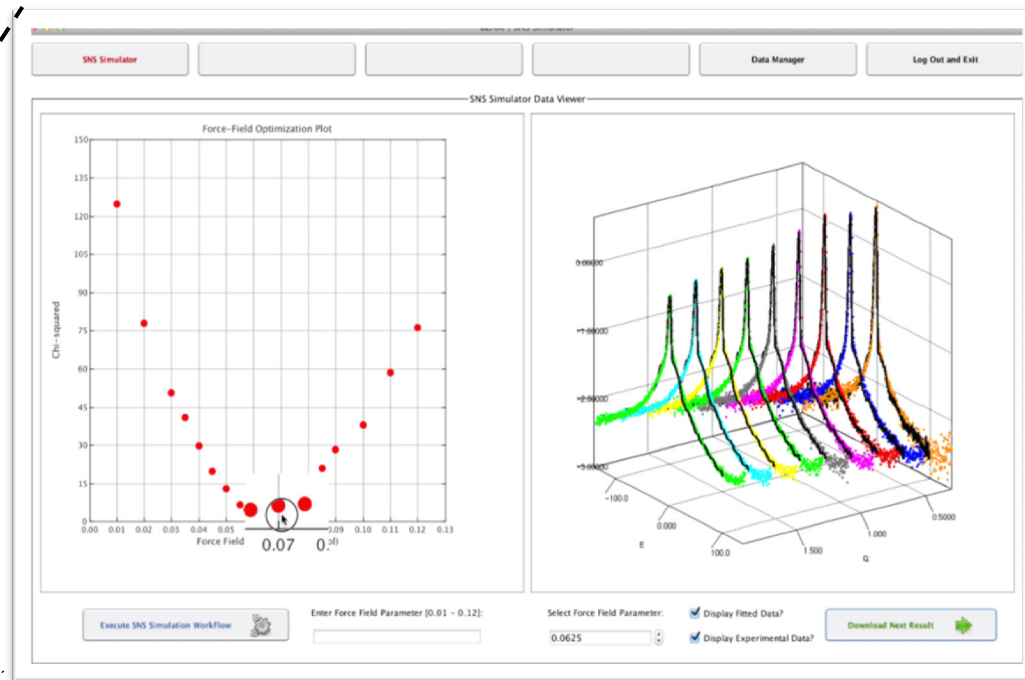 SNS Simulator
Data Manager
Log Out and Exit
SNS Simulator Data Viewer
Force-Field Optimization Plot
150
135
120
105
90
75
60
45
30
15
0
Chi-squared
0.00 0.01 0.02 0.03 0.04 0.05 0.09 0.10 0.11 0.12 0.13
Force Field
0.07 0.
0.00000
-1.00000
-2.00000
-3.00000
-100.0
0.000
100.0
E
0.5000
1.000
1.500
Q
Execute SNS Simulation Workflow
Enter Force Field Parameter [0.01 - 0.12]:
Select Force Field Parameter:
0.0625
Display Fitted Data?
Display Experimental Data?
Download Next Result